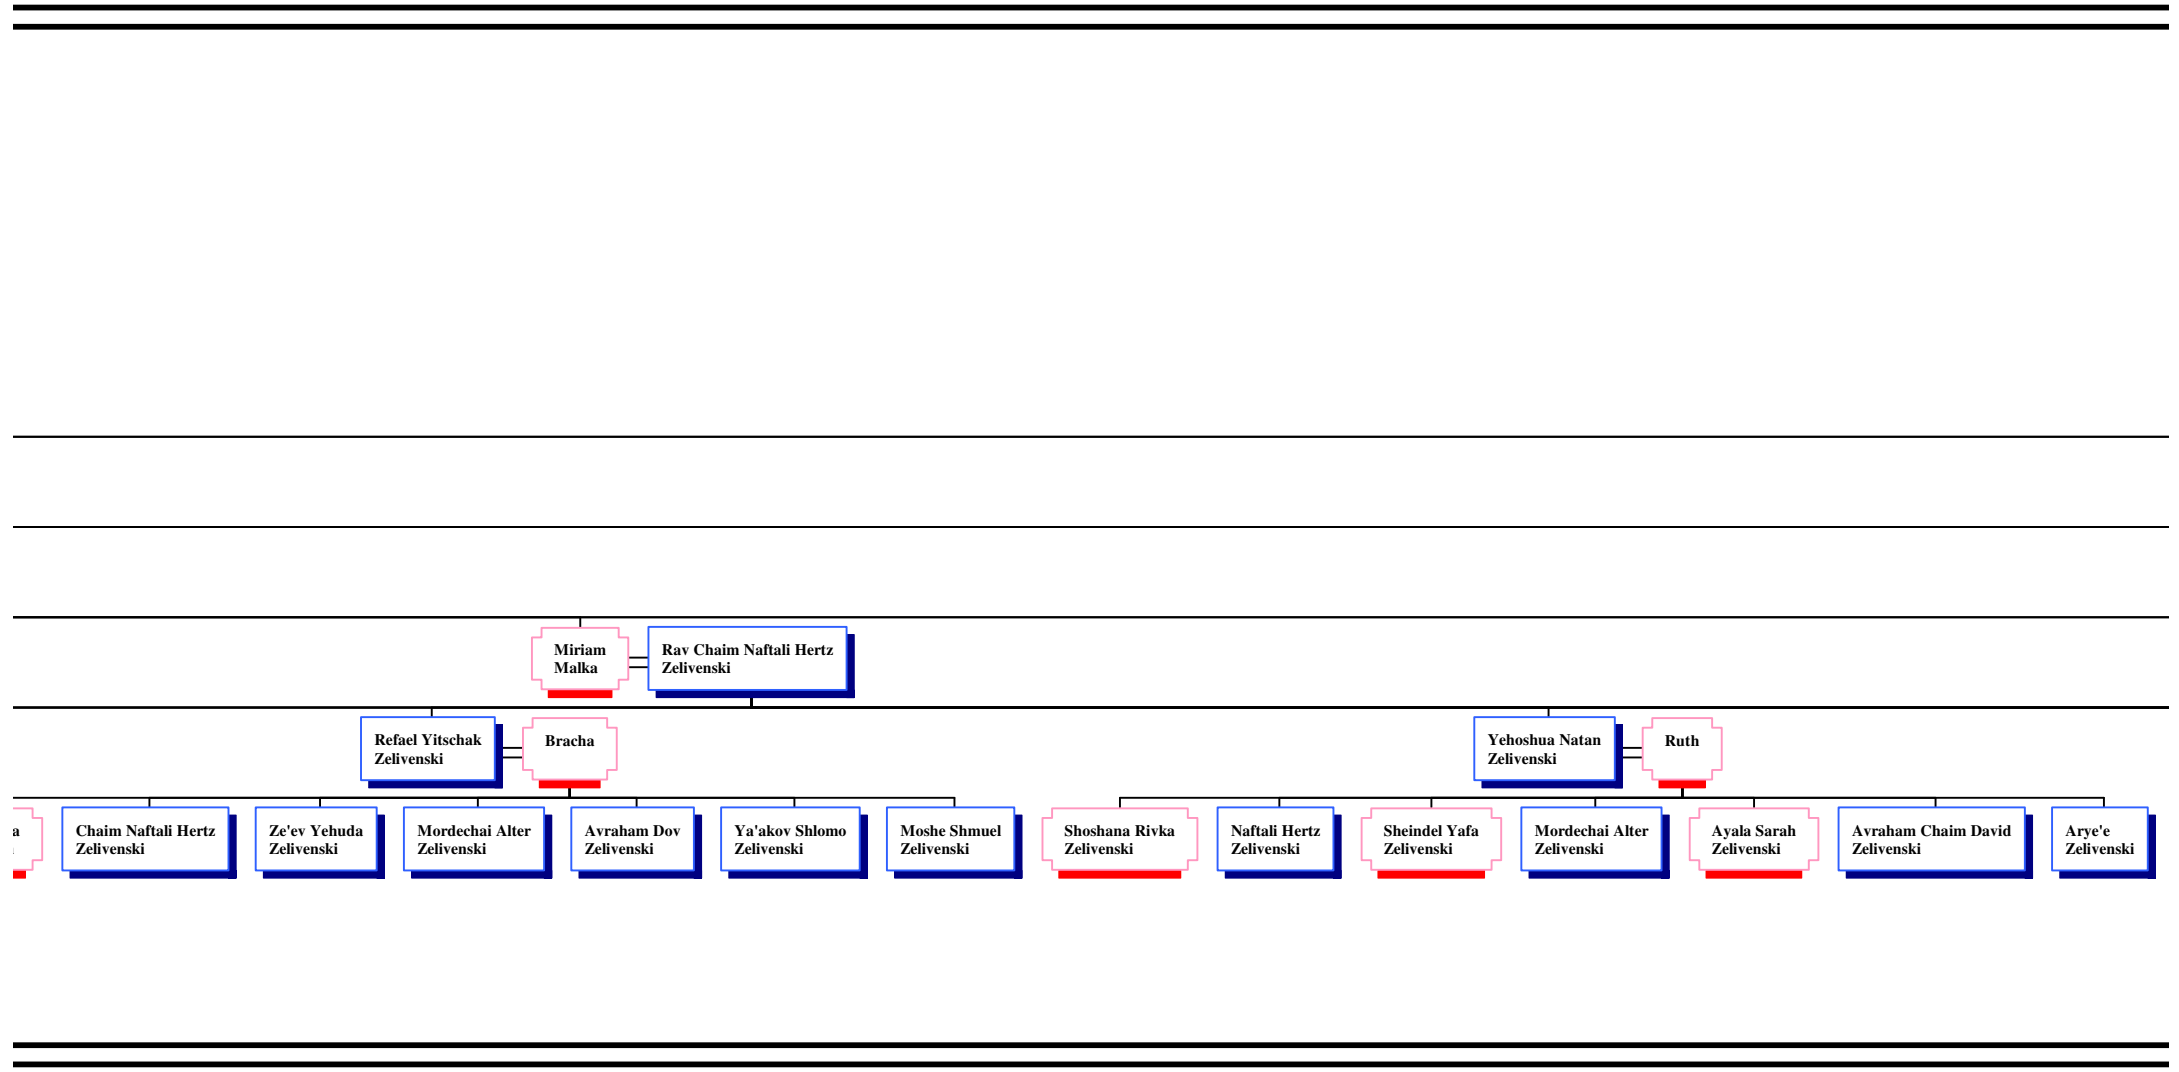 Miriam
Malka
Rav Chaim Naftali Hertz
Zelivenski
Refael Yitschak
Zelivenski
Bracha
Yehoshua Natan
Zelivenski
Ruth
a
Chaim Naftali Hertz
Zelivenski
Ze'ev Yehuda
Zelivenski
Mordechai Alter
Zelivenski
Avraham Dov
Zelivenski
Ya'akov Shlomo
Zelivenski
Moshe Shmuel
Zelivenski
Shoshana Rivka
Zelivenski
Naftali Hertz
Zelivenski
Sheindel Yafa
Zelivenski
Mordechai Alter
Zelivenski
Ayala Sarah
Zelivenski
Avraham Chaim David
Zelivenski
Arye'e
Zelivenski